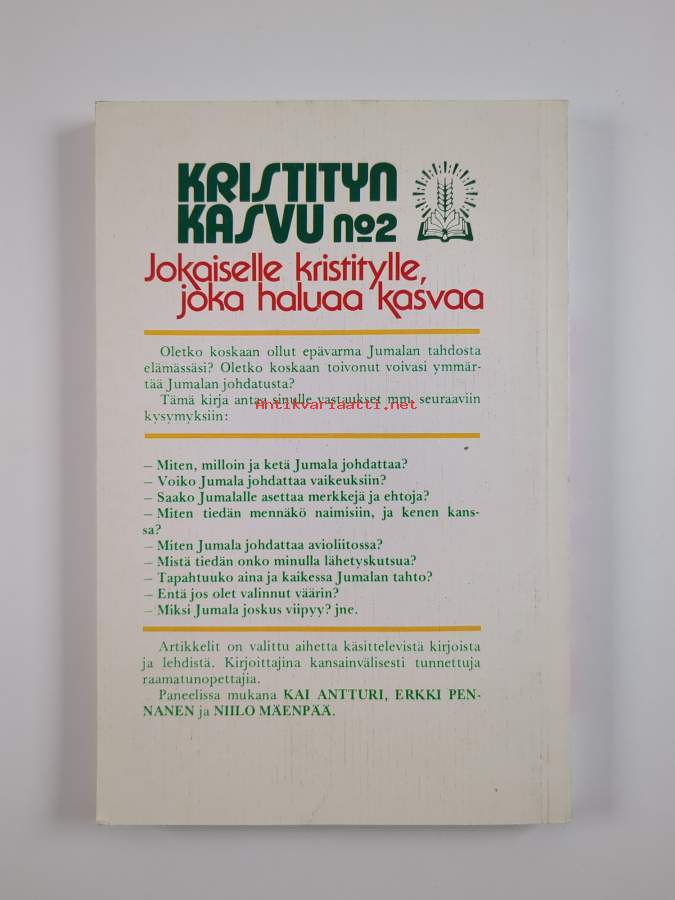 KRISTITYN
KASVU No2
Jokaiselle kristitylle,
joka haluaa kasvaa
Oletko koskaan ollut epävarma Jumalan tahdosta
elämässäsi? Oletko koskaan toivonut voivasi ymmär-
tää Jumalan johdatusta?
Tämä kirja antaa sinulle vastaukset mm. seuraaviin
Antikvariaatti.net
kysymyksiin:
– Miten, milloin ja ketä Jumala johdattaa?
– Voiko Jumala johdattaa vaikeuksiin?
– Saako Jumalalle asettaa merkkejä ja ehtoja?
– Miten tiedän mennäkö naimisiin, ja kenen kans-
sa?
– Miten Jumala johdattaa avioliitossa?
– Mistä tiedän onko minulla lähetyskutsua?
– Tapahtuuko aina ja kaikessa Jumalan tahto?
– Entä jos olet valinnut väärin?
– Miksi Jumala joskus viipyy? jne.
Artikkelit on valittu aihetta käsittelevistä kirjoista
ja lehdistä. Kirjoittajina kansainvälisesti tunnettuja
raamatunopettajia.
Paneelissa mukana KAI ANTTURI, ERKKI PEN-
NANEN ja NIILO MÄENPÄÄ.